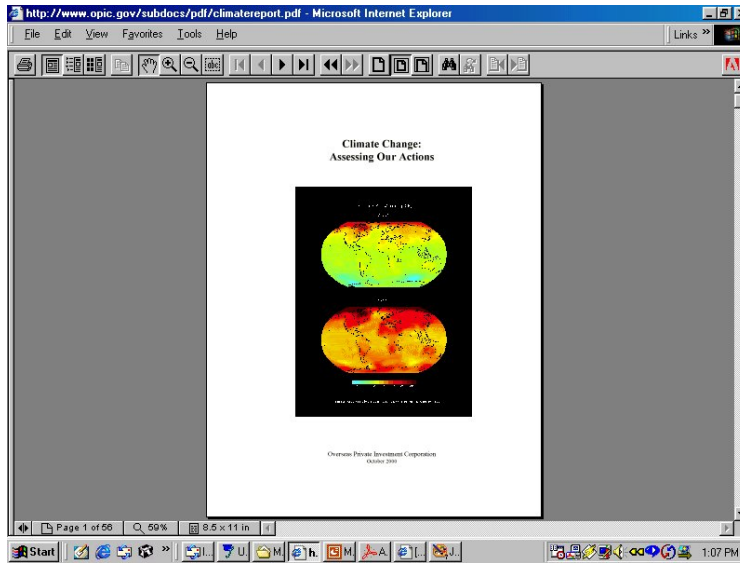 http://www.opic.gov/subdocs/pdf/climatereport.pdf - Microsoft Internet Explorer
File Edit View Favorites Tools Help Links »
Climate Change:
Assessing Our Actions
Overseas Private Investment Corporation
October 2000
Page 1 of 56 59% 8.5 x 11 in
Start » I... U. M. h. M. A. [... J.. 1:07 PM